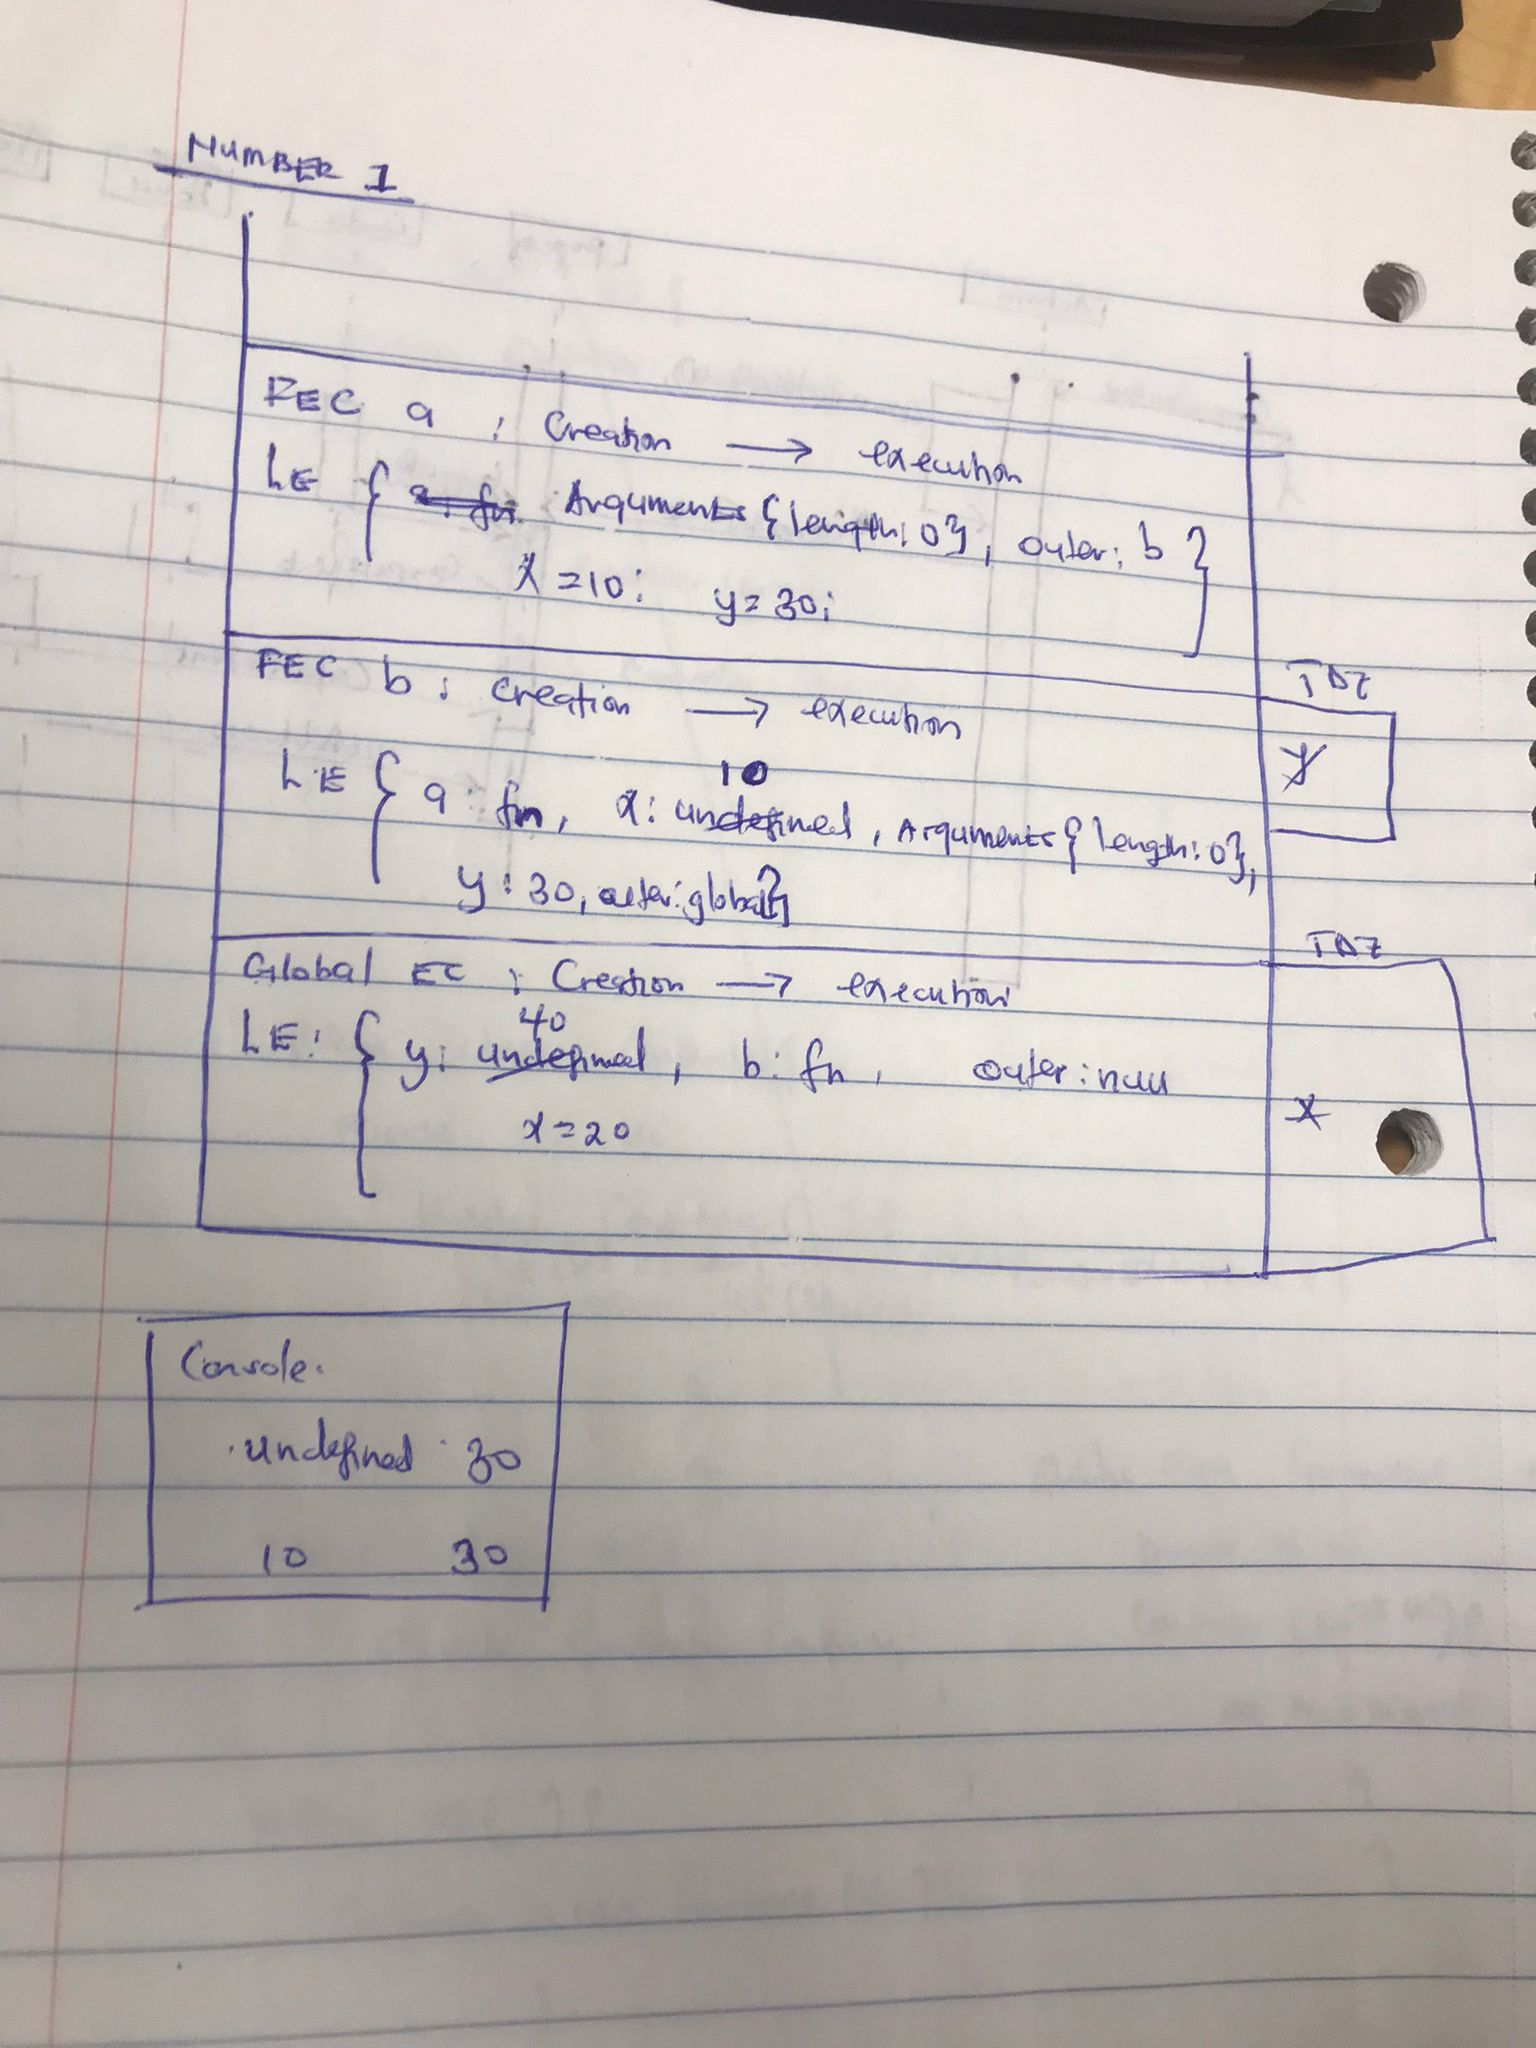 NUMBER 1
FEC a : Creation → execution
LE { a: fn Arguments {length: 0}, outer: b }
x = 10; y = 30;
FEC b : creation → execution
TDZ
y
10
LE { a : fn, x: undefined, Arguments { length: 0},
y : 30, outer: global }
Global EC : Creation → execution
TDZ
40
LE: { y: undefined, b: fn, outer: null
x
x = 20
Console.
undefined 30
10 30